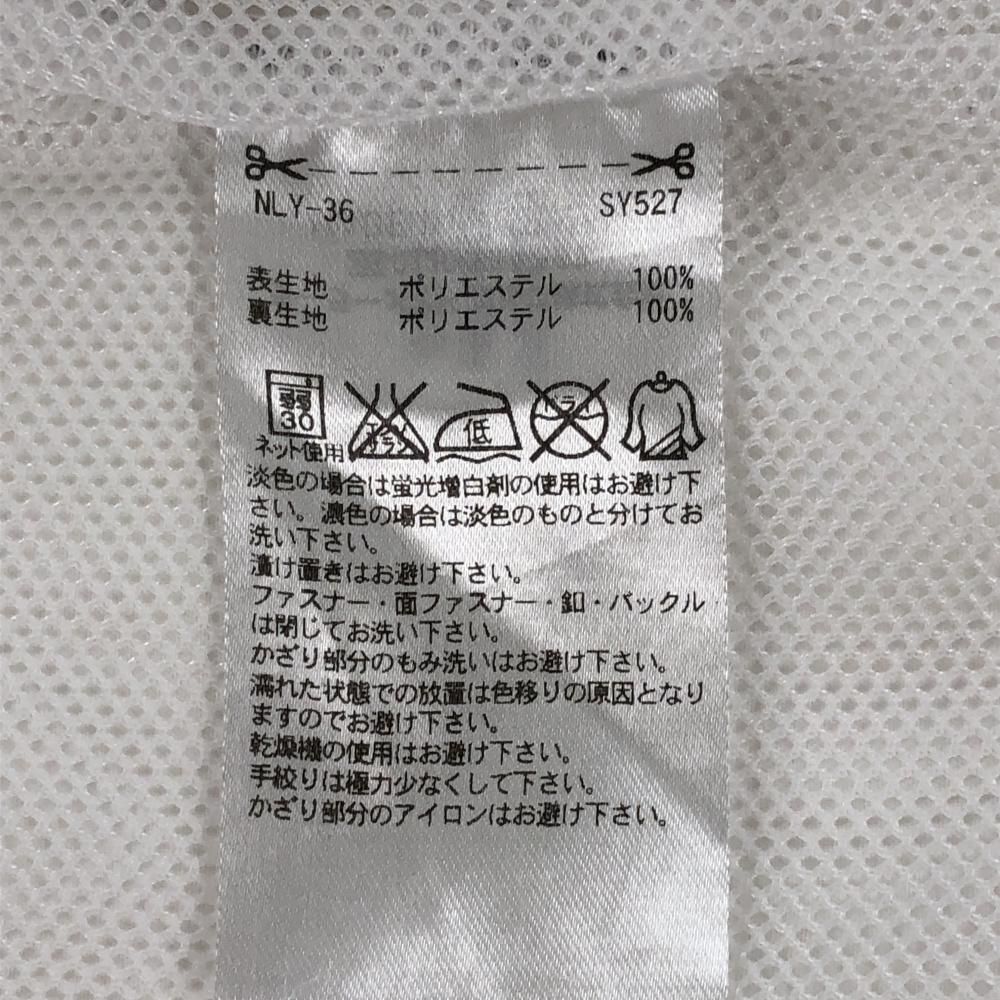 NLY-36 SY527
表生地 ポリエステル 100%
裏生地 ポリエステル 100%
弱
30
ネット使用
低
淡色の場合は蛍光増白剤の使用はお避け下
さい。濃色の場合は淡色のものと分けてお
洗い下さい。
漬け置きはお避け下さい。
ファスナー・面ファスナー・釦・バックル
は閉じてお洗い下さい。
かざり部分のもみ洗いはお避け下さい。
濡れた状態での放置は色移りの原因となり
ますのでお避け下さい。
乾燥機の使用はお避け下さい。
手絞りは極力少なくして下さい。
かざり部分のアイロンはお避け下さい。